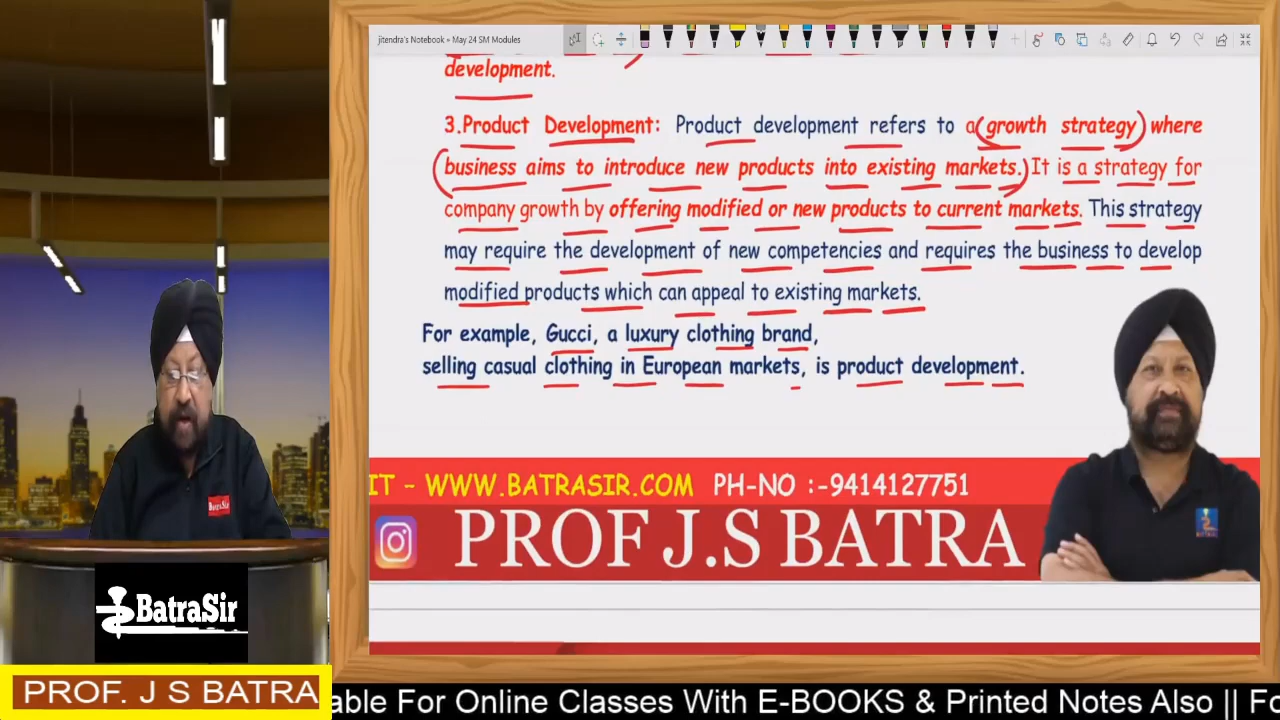 jitendra's Notebook » May 24 SM Modules
development.
3.Product Development: Product development refers to a growth strategy where
business aims to introduce new products into existing markets. It is a strategy for
company growth by offering modified or new products to current markets. This strategy
may require the development of new competencies and requires the business to develop
modified products which can appeal to existing markets.
For example, Gucci, a luxury clothing brand,
selling casual clothing in European markets, is product development.
IT - WWW.BATRASIR.COM PH-NO :-9414127751
PROF J.S BATRA
BatraSir
BatraSir
PROF. J S BATRA
able For Online Classes With E-BOOKS & Printed Notes Also || Fo